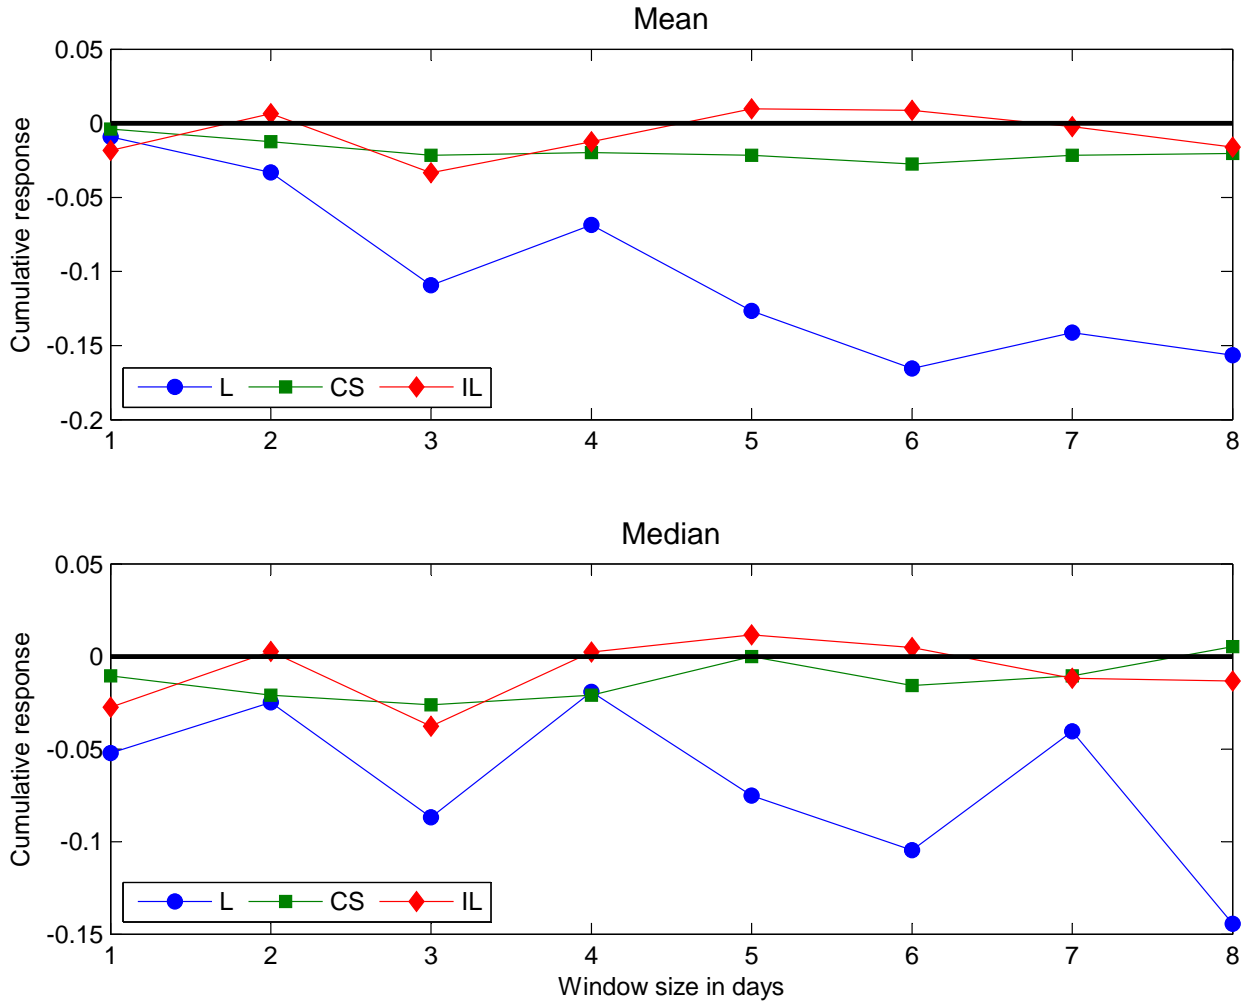 Mean
0.05
0
-0.05
-0.1
-0.15
-0.2
Cumulative response
L CS IL
1 2 3 4 5 6 7 8
Median
0.05
0
-0.05
-0.1
-0.15
Cumulative response
L CS IL
1 2 3 4 5 6 7 8
Window size in days